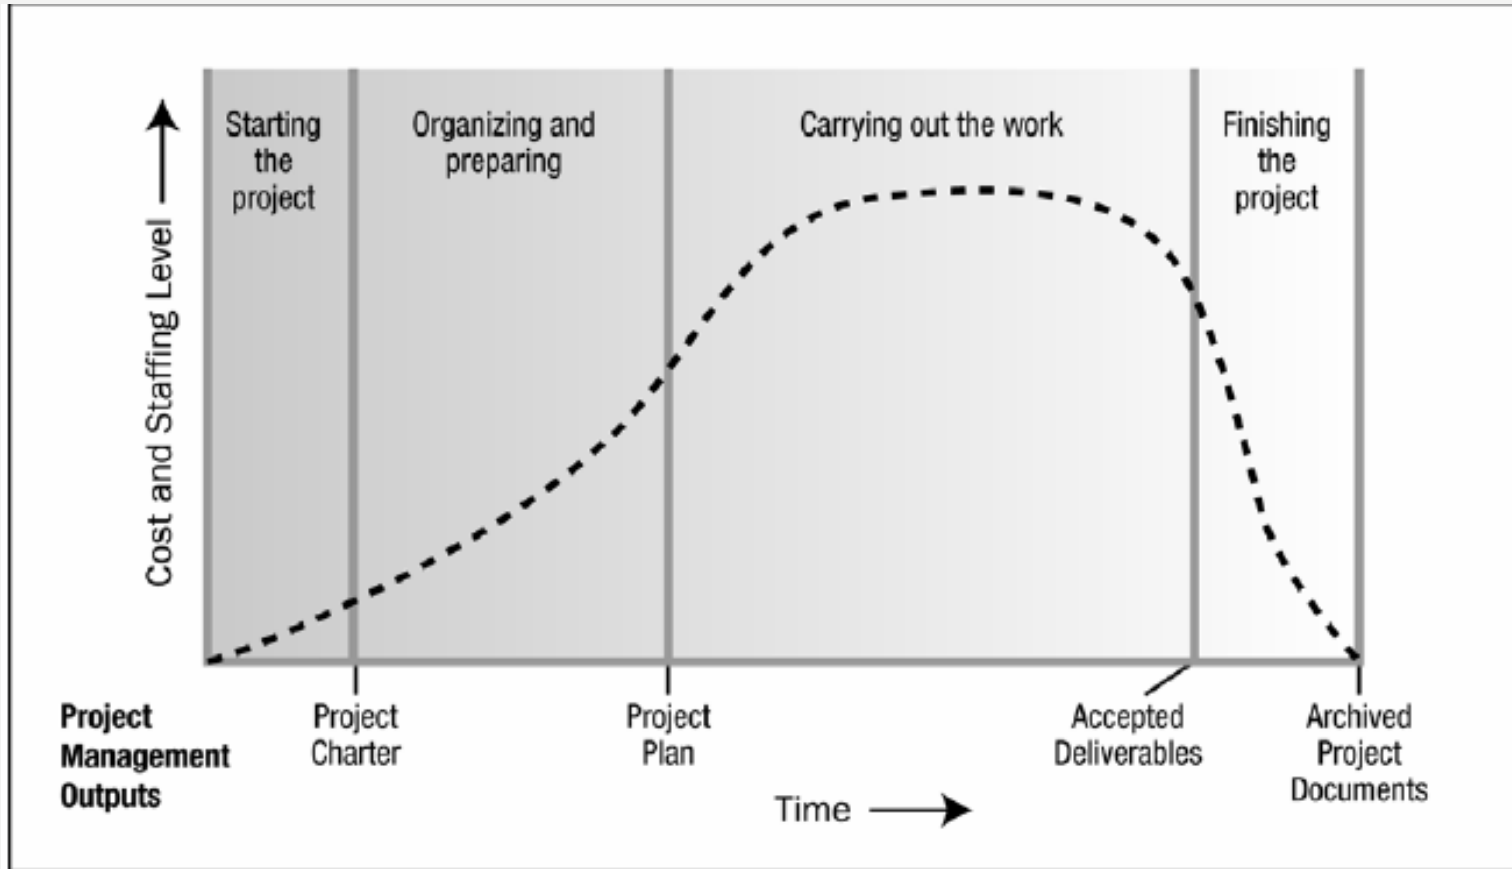 Starting
the
project
Organizing and
preparing
Carrying out the work
Finishing
the
project
Cost and Staffing Level
Project
Management
Outputs
Project
Charter
Project
Plan
Accepted
Deliverables
Archived
Project
Documents
Time